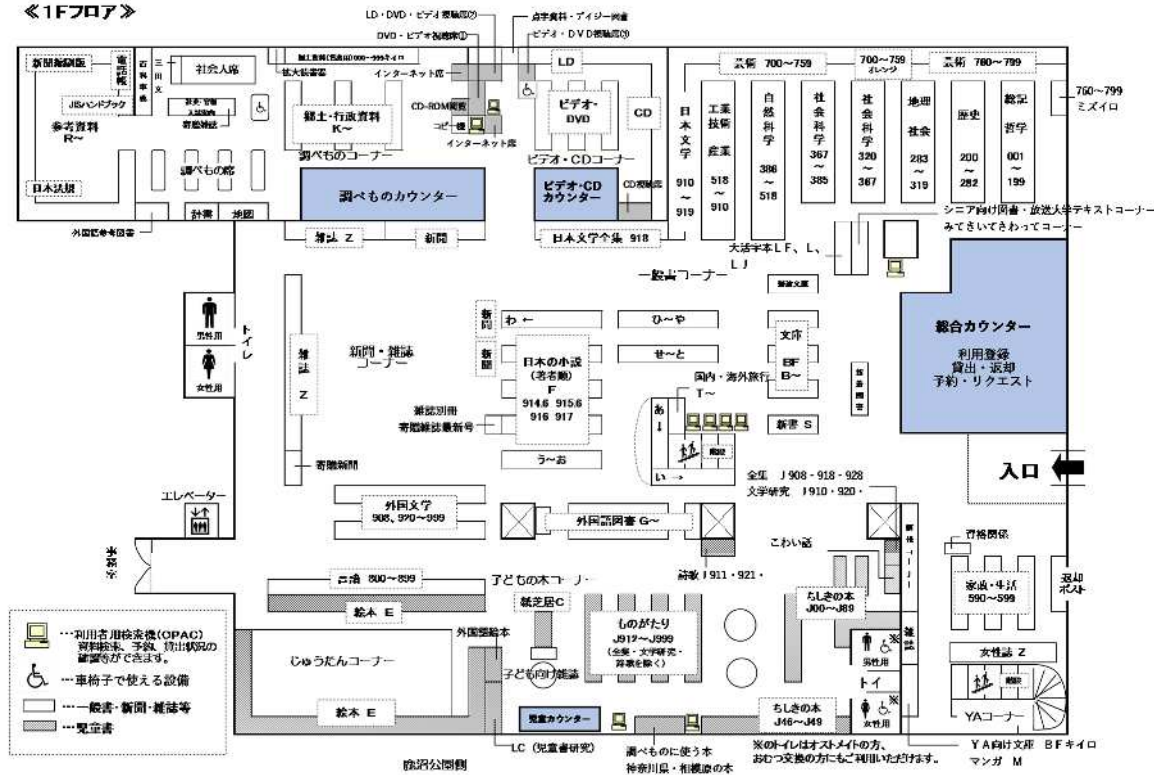 ≪1Fフロア≫
LD・DVD・ビデオ視聴席②
DVD・ビデオ視聴席①
点字資料・デイジー図書
ビデオ・DVD視聴席③
新聞縮刷版
電話帳
百科事典
社会人席
JISハンドブック
参考資料
R～
寄贈雑誌
調べもの席
日本法規
計書
地図
外国語参考図書
拡大読書器
インターネット席
CD-ROM閲覧
コピー機
インターネット席
郷土・行政資料
K～
調べものコーナー
調べものカウンター
雑誌 Z
新聞
LD
ビデオ・
DVD
CD
ビデオ・CDコーナー
ビデオ・CD
カウンター
CD視聴席
日本文学全集 918
芸術 700～759
700～759
オレンジ
芸術 760～799
760～799
ミズイロ
日本文学
910
～
919
工業
技術
産業
518
～
910
自然科学
386
～
518
社会科学
367
～
385
社会科学
320
～
367
地理
社会
283
～
319
歴史
200
～
282
総記
哲学
001
～
199
シニア向け図書・放送大学テキストコーナー
みてきいてさわってコーナー
大活字本LF、L、
LJ
一般書コーナー
男性用
女性用
トイレ
雑誌 Z
新聞・雑誌
コーナー
新聞
新聞
わ ←
ひ～や
せ～と
日本の小説
(著者順)
F
914.6 915.6
916 917
う～お
雑誌別冊
寄贈雑誌最新号
寄贈新聞
国内・海外旅行
T～
あ
↓
い→
文庫
BF
B～
新書 S
総合カウンター
利用登録
貸出・返却
予約・リクエスト
入口
エレベーター
外国文学
908、920～999
外国語図書 G～
全集 J908・918・928
文学研究 J910・920・
詩歌J911・921・
こわい話
資格関係
家政・生活
590～599
返却
ポスト
女性誌 Z
YAコーナー
YA向け文庫 BFキイロ
マンガ M
言語 800～899
絵本 E
子どもの本コーナー
紙芝居C
外国語絵本
じゅうたんコーナー
絵本 E
子ども向け雑誌
ものがたり
J912～J999
(全集・文学研究・
詩歌を除く)
ちしきの本
J00～J89
雑誌
男性用
トイレ
女性用
ちしきの本
J46～J49
児童カウンター
LC (児童書研究)
調べものに使う本
神奈川県・相模原の本
※のトイレはオストメイトの方、
おむつ交換の方にもご利用いただけます。
鹿沼公園側
…利用者用検索機(OPAC)
資料検索、予約、貸出状況の
確認等ができます。
…車椅子で使える設備
…一般書・新聞・雑誌等
…児童書